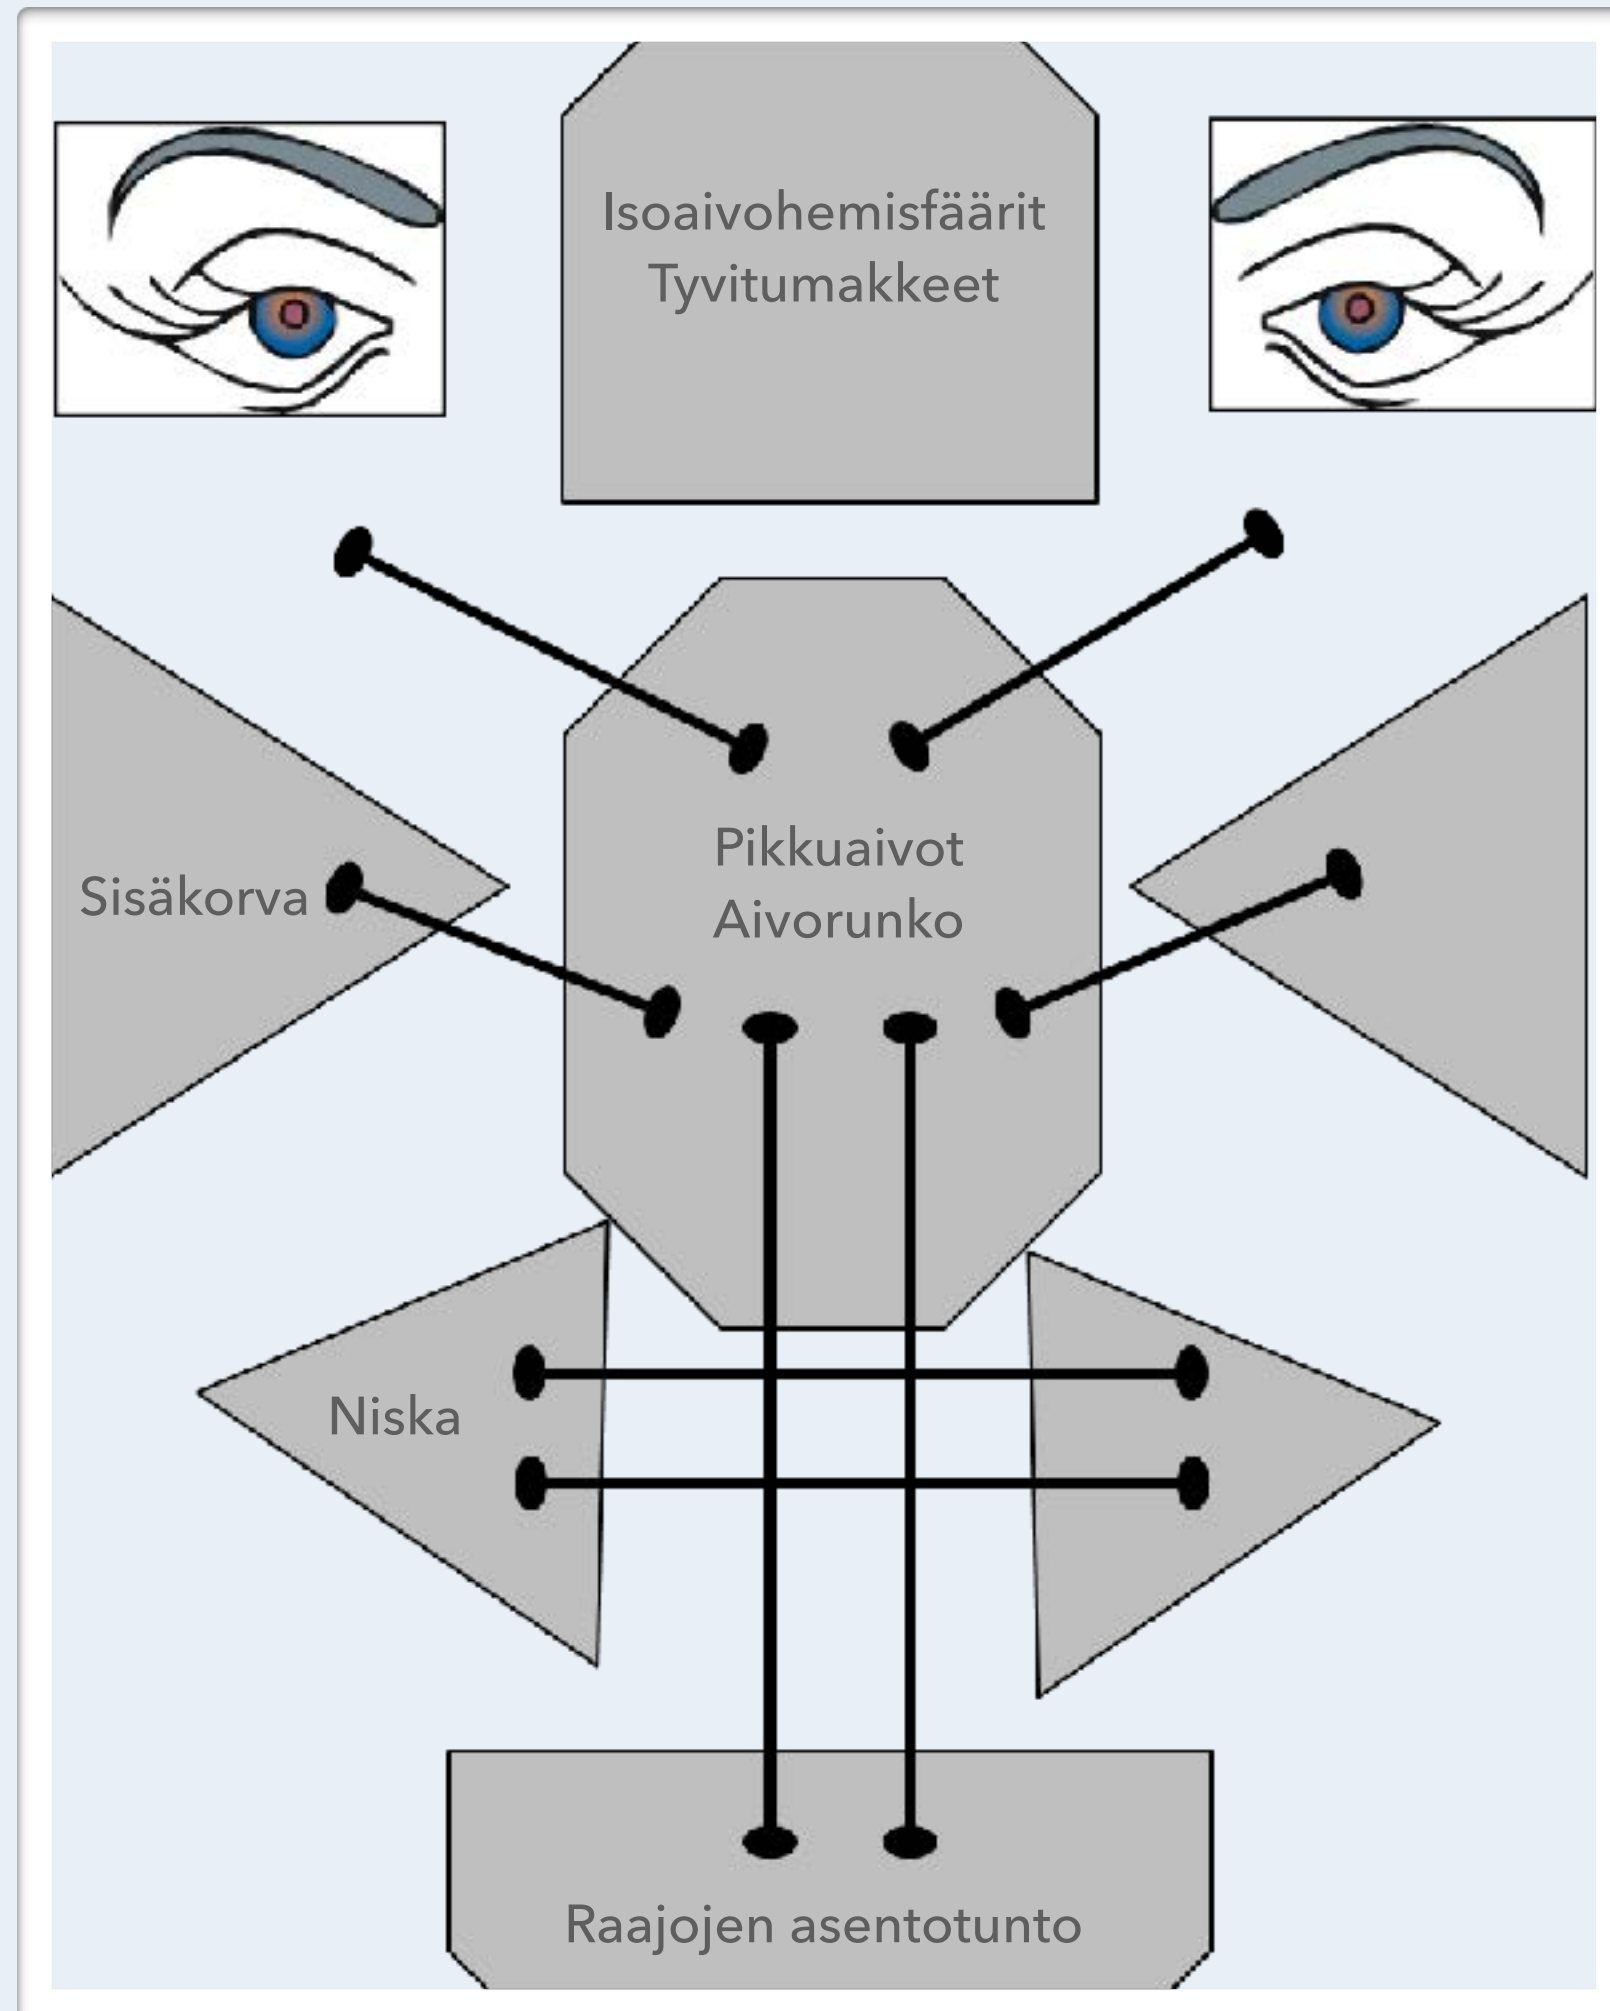 Isoaivohemisfäärit
Tyvitumakkeet
Pikkuaivot
Aivorunko
Sisäkorva
Niska
Raajojen asentotunto